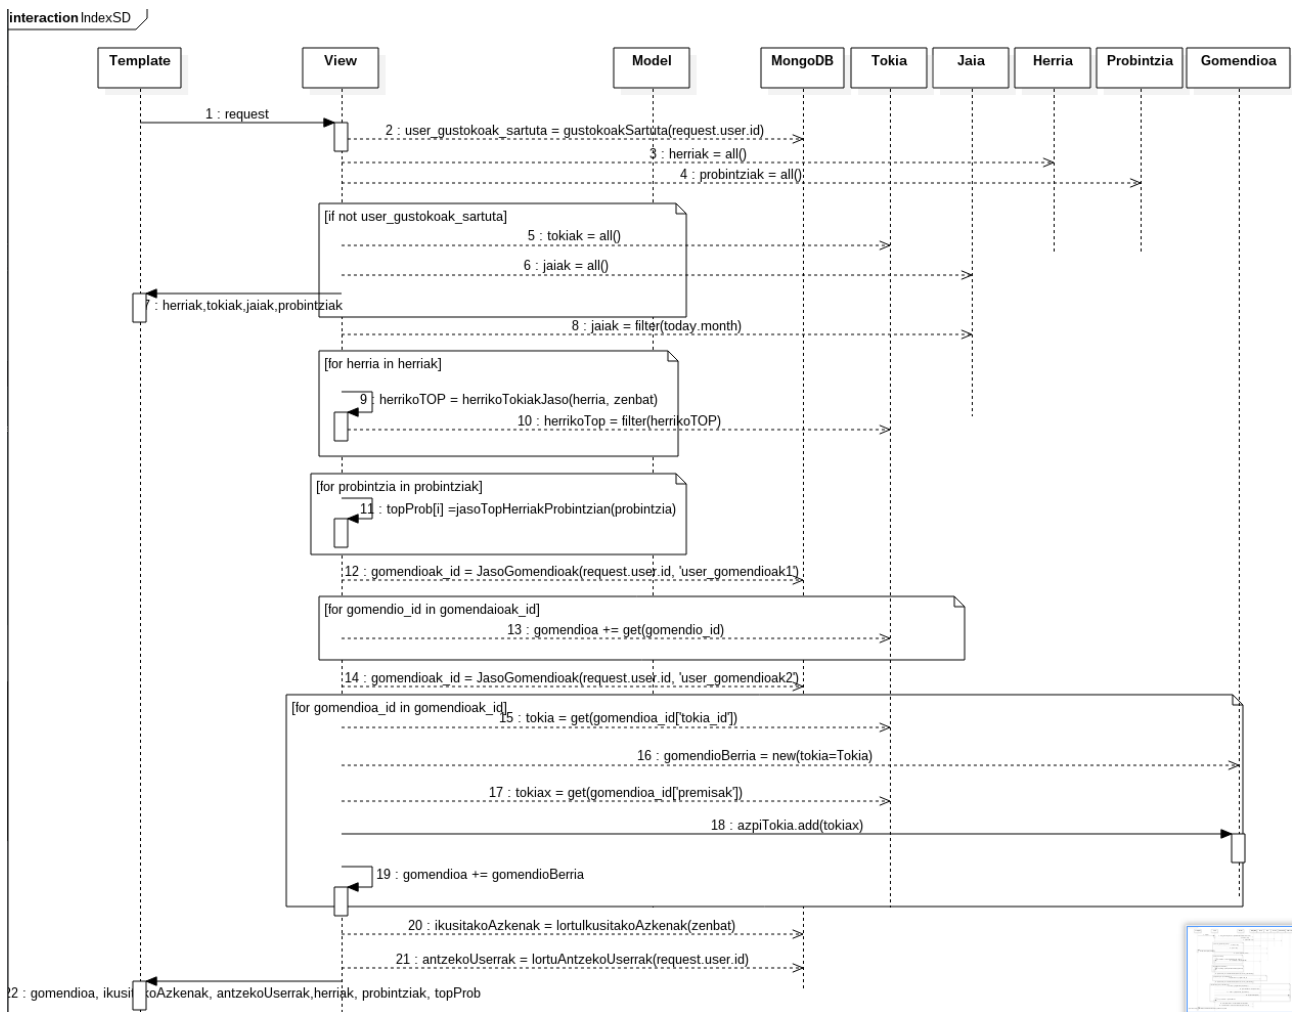 interaction IndexSD
Template
View
Model
MongoDB
Tokia
Jaia
Herria
Probintzia
Gomendioa
1 : request
2 : user_gustokoak_sartuta = gustokoakSartuta(request.user.id)
3 : herriak = all()
4 : probintziak = all()
[if not user_gustokoak_sartuta]
5 : tokiak = all()
6 : jaiak = all()
7 : herriak,tokiak,jaiak,probintziak
8 : jaiak = filter(today.month)
[for herria in herriak]
9 : herrikoTOP = herrikoTokiakJaso(herria, zenbat)
10 : herrikoTop = filter(herrikoTOP)
[for probintzia in probintziak]
11 : topProb[i] =jasoTopHerriakProbintzian(probintzia)
12 : gomendioak_id = JasoGomendioak(request.user.id, 'user_gomendioak1')
[for gomendio_id in gomendaioak_id]
13 : gomendioa += get(gomendio_id)
14 : gomendioak_id = JasoGomendioak(request.user.id, 'user_gomendioak2')
[for gomendioa_id in gomendioak_id]
15 : tokia = get(gomendioa_id['tokia_id'])
16 : gomendioBerria = new(tokia=Tokia)
17 : tokiax = get(gomendioa_id['premisak'])
18 : azpiTokia.add(tokiax)
19 : gomendioa += gomendioBerria
20 : ikusitakoAzkenak = lortuIkusitakoAzkenak(zenbat)
21 : antzekoUserrak = lortuAntzekoUserrak(request.user.id)
22 : gomendioa, ikusitakoAzkenak, antzekoUserrak,herriak, probintziak, topProb